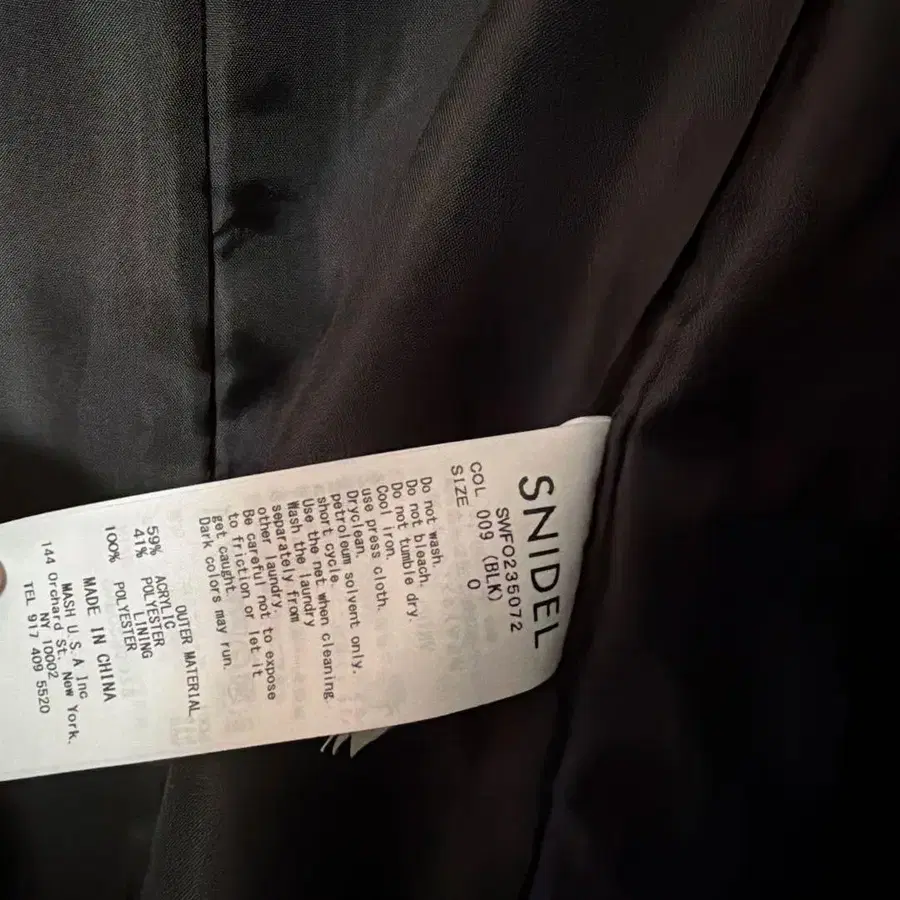 SNIDEL
SWFO235072
COL 009 (BLK)
SIZE 0
Do not wash.
Do not bleach.
Do not tumble dry.
Cool iron.
use press cloth.
Dryclean,
petroleum solvent only.
short cycle.
Use the net when cleaning.
Wash the laundry
separately from
other laundry.
Be careful not to expose
to friction or let it
get caught.
Dark colors may run.
OUTER MATERIAL
59% ACRYLIC
41% POLYESTER
LINING
100% POLYESTER
MADE IN CHINA
MASH U.S.A Inc
144 Orchard St. New York.
NY 10002
TEL 917 409 5520